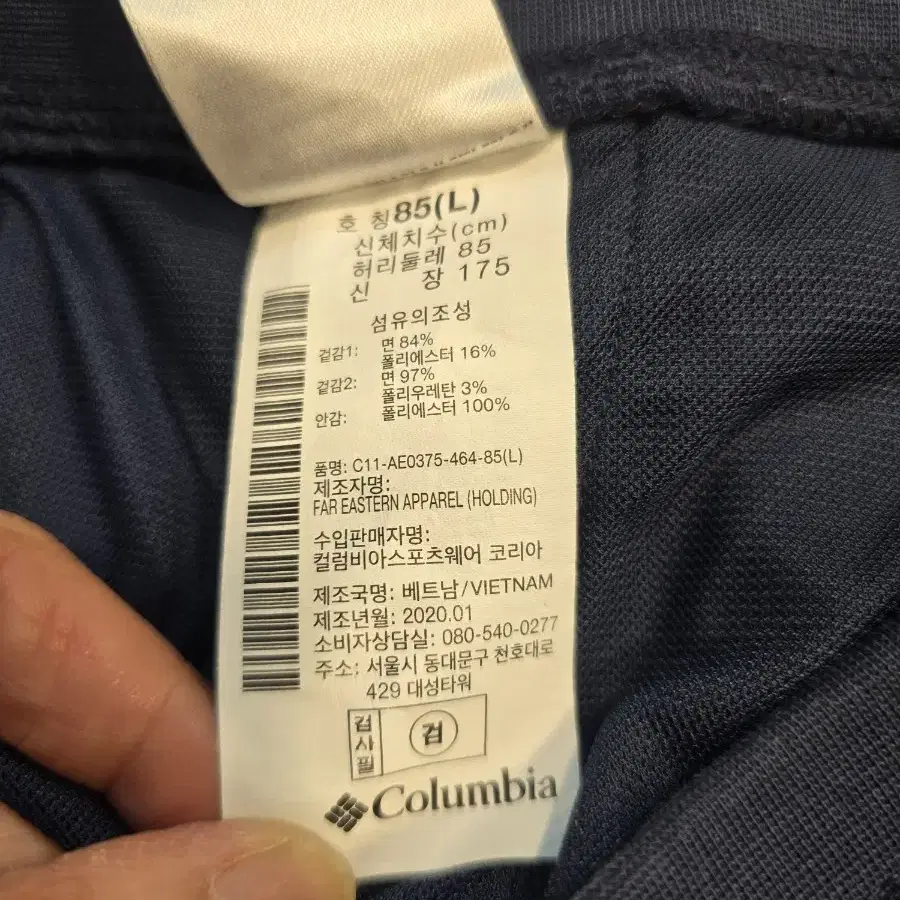 호 칭 85(L)
신체치수(cm)
허리둘레 85
신 장 175
섬유의조성
겉감1: 면 84%
폴리에스터 16%
겉감2: 면 97%
폴리우레탄 3%
안감: 폴리에스터 100%
품명: C11-AE0375-464-85(L)
제조자명:
FAR EASTERN APPAREL (HOLDING)
수입판매자명:
컬럼비아스포츠웨어 코리아
제조국명: 베트남/VIETNAM
제조년월: 2020.01
소비자상담실: 080-540-0277
주소: 서울시 동대문구 천호대로
429 대성타워
검사필 검
Columbia